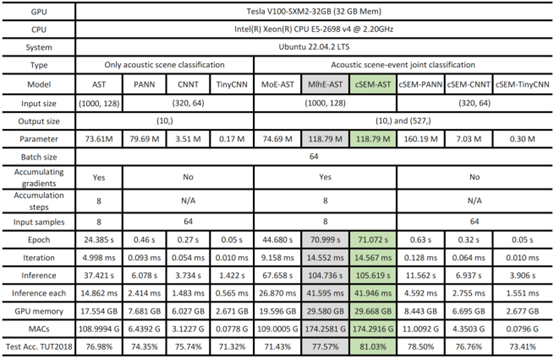 GPU Tesla V100-SXM2-32GB (32 GB Mem)
CPU Intel(R) Xeon(R) CPU E5-2698 v4 @ 2.20GHz
System Ubuntu 22.04.2 LTS
Type Only acoustic scene classification Acoustic scene-event joint classification
Model AST PANN CNNT TinyCNN MoE-AST MlhE-AST cSEM-AST cSEM-PANN cSEM-CNNT cSEM-TinyCNN
Input size (1000, 128) (320, 64) (1000, 128) (320, 64)
Output size (10,) (10,) and (527,)
Parameter 73.61M 79.69 M 3.51 M 0.17 M 74.69 M 118.79 M 118.79 M 160.19 M 7.03 M 0.30 M
Batch size 64
Accumulating gradients Yes No Yes No
Accumulation steps 8 N/A 8 N/A
Input samples 8 64 8 64
Epoch 24.385 s 0.46 s 0.27 s 0.05 s 44.680 s 70.999 s 71.072 s 0.63 s 0.32 s 0.05 s
Iteration 4.998 ms 0.093 ms 0.054 ms 0.010 ms 9.158 ms 14.552 ms 14.567 ms 0.128 ms 0.064 ms 0.010 ms
Inference 37.421 s 6.078 s 3.734 s 1.422 s 67.658 s 104.736 s 105.619 s 11.562 s 6.937 s 3.906 s
Inference each 14.862 ms 2.414 ms 1.483 ms 0.565 ms 26.870 ms 41.595 ms 41.946 ms 4.592 ms 2.755 ms 1.551 ms
GPU memory 17.554 GB 7.681 GB 6.027 GB 2.671 GB 19.596 GB 29.580 GB 29.668 GB 8.443 GB 6.695 GB 2.677 GB
MACs 108.9994 G 6.4392 G 3.1227 G 0.0778 G 109.0005 G 174.2581 G 174.2916 G 11.0092 G 4.3503 G 0.0796 G
Test Acc. TUT2018 76.98% 74.35% 75.74% 71.32% 71.43% 77.57% 81.03% 78.50% 76.76% 73.41%